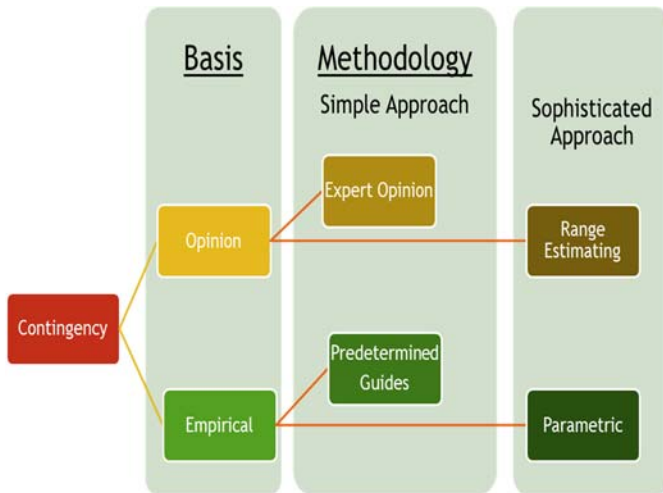 Basis
Methodology
Simple Approach
Sophisticated
Approach
Expert Opinion
Opinion
Range
Estimating
Contingency
Predetermined
Guides
Empirical
Parametric